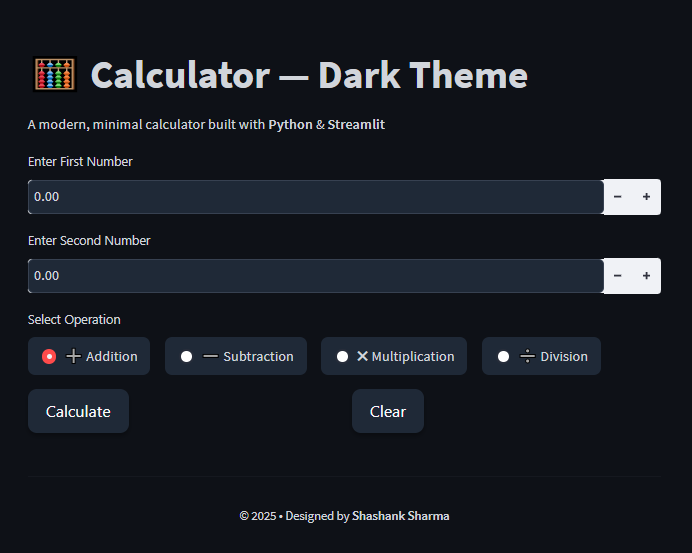 🧮 Calculator — Dark Theme
A modern, minimal calculator built with Python & Streamlit
Enter First Number
0.00 − +
Enter Second Number
0.00 − +
Select Operation
➕ Addition ➖ Subtraction ✖ Multiplication ➗ Division
Calculate Clear
© 2025 • Designed by Shashank Sharma